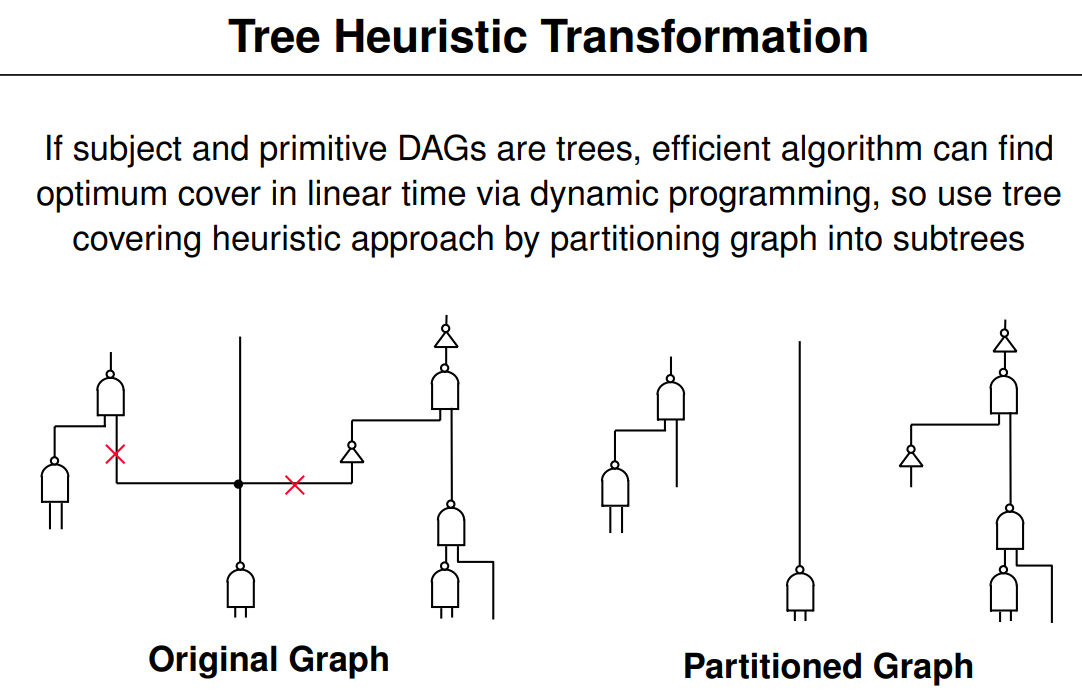 Tree Heuristic Transformation
If subject and primitive DAGs are trees, efficient algorithm can find
optimum cover in linear time via dynamic programming, so use tree
covering heuristic approach by partitioning graph into subtrees
Original Graph
Partitioned Graph